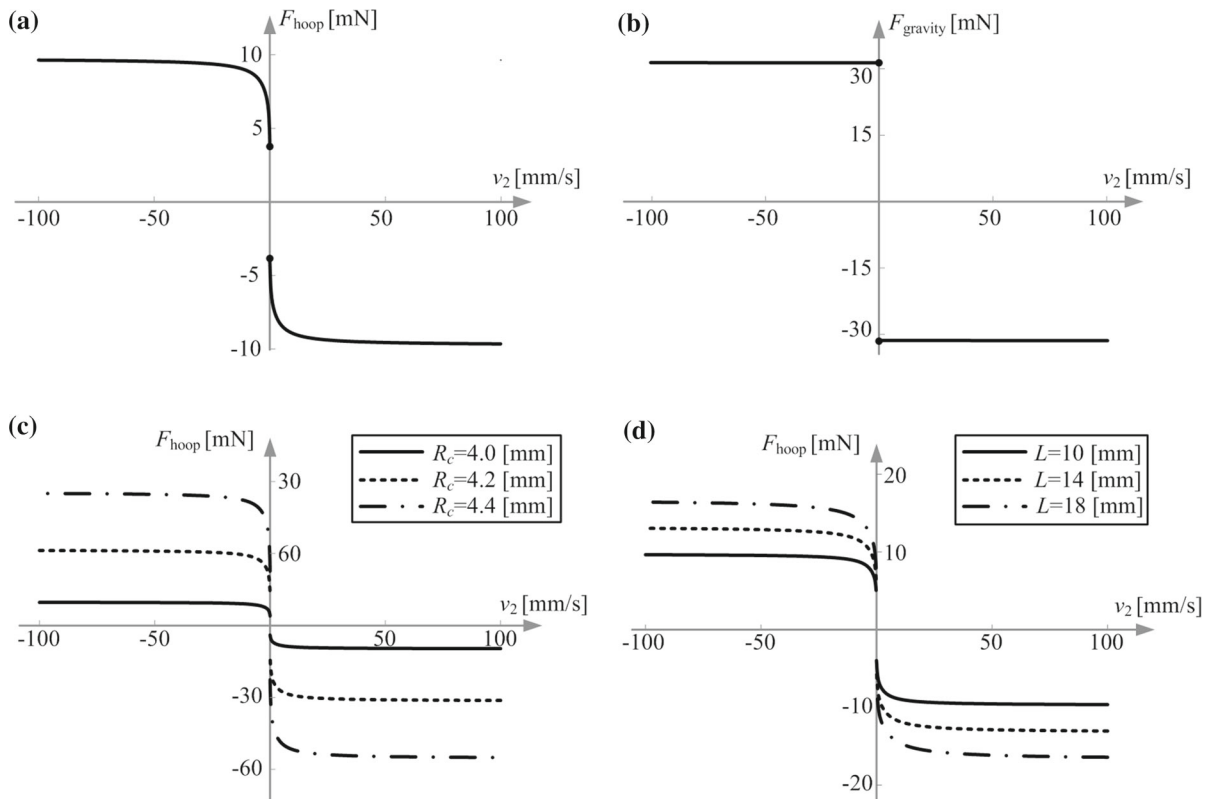 (a)
F_hoop [mN]
10
5
v_2 [mm/s]
-100
-50
50
100
-5
-10
(b)
F_gravity [mN]
30
15
v_2 [mm/s]
-100
-50
50
100
-15
-30
(c)
F_hoop [mN]
R_c=4.0 [mm]
R_c=4.2 [mm]
R_c=4.4 [mm]
30
60
v_2 [mm/s]
-100
-50
50
100
-30
-60
(d)
F_hoop [mN]
L=10 [mm]
L=14 [mm]
L=18 [mm]
20
10
v_2 [mm/s]
-100
-50
50
100
-10
-20